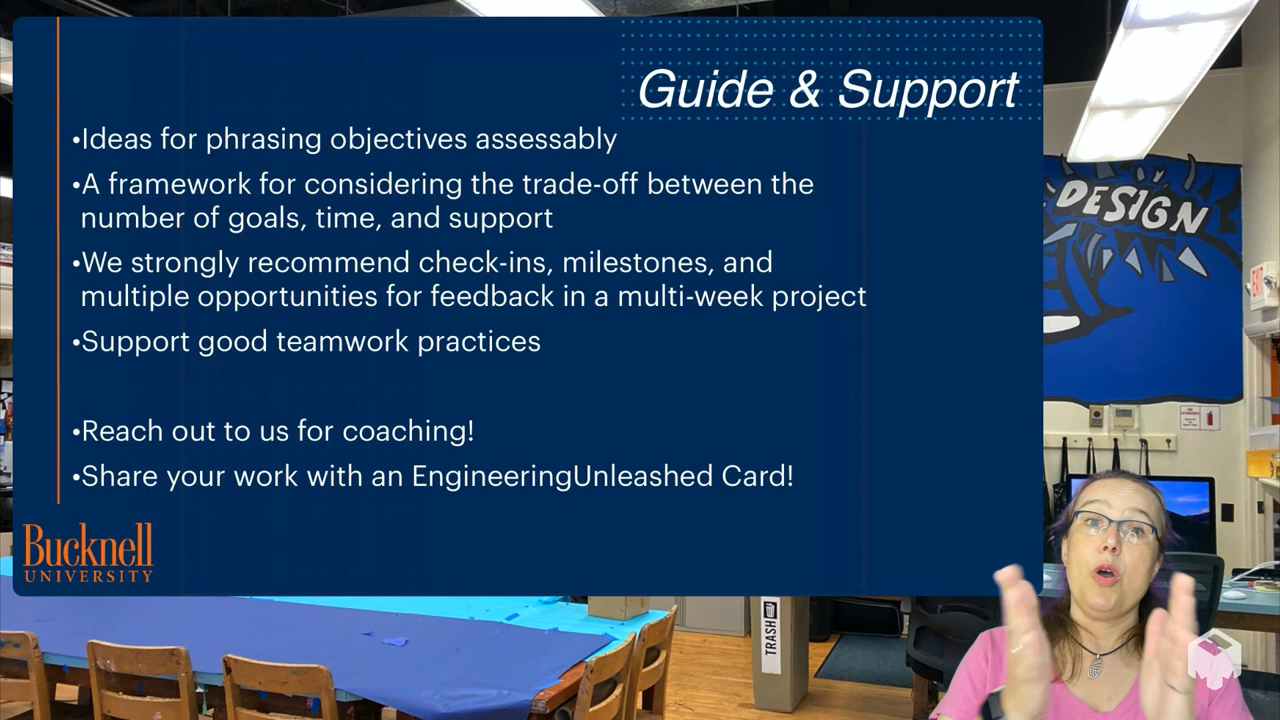 Guide & Support
•Ideas for phrasing objectives assessably
•A framework for considering the trade-off between the
number of goals, time, and support
•We strongly recommend check-ins, milestones, and
multiple opportunities for feedback in a multi-week project
•Support good teamwork practices
•Reach out to us for coaching!
•Share your work with an EngineeringUnleashed Card!
Bucknell
UNIVERSITY
DESIGN
EXIT
TRASH